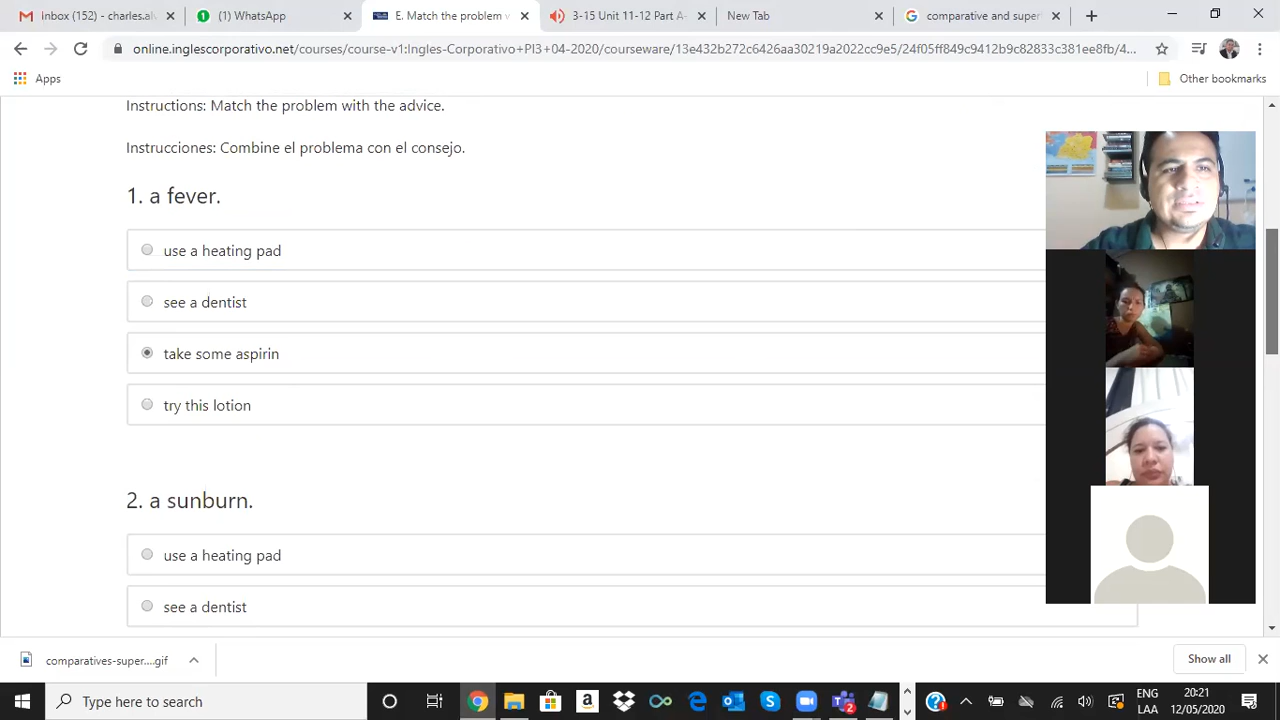 Inbox (152) - charles.al
(1) WhatsApp
E. Match the problem v
3-15 Unit 11-12 Part A-
New Tab
comparative and super
online.inglescorporativo.net/courses/course-v1:Ingles-Corporativo+PI3+04-2020/courseware/13e432b272c6426aa30219a2022cc9e5/24f05ff849c9412b9c82833c381ee8fb/4...
Apps
Other bookmarks
Instructions: Match the problem with the advice.
Instrucciones: Combine el problema con el consejo.
1. a fever.
use a heating pad
see a dentist
take some aspirin
try this lotion
2. a sunburn.
use a heating pad
see a dentist
comparatives-super....gif
Show all
Type here to search
ENG
LAA
20:21
12/05/2020